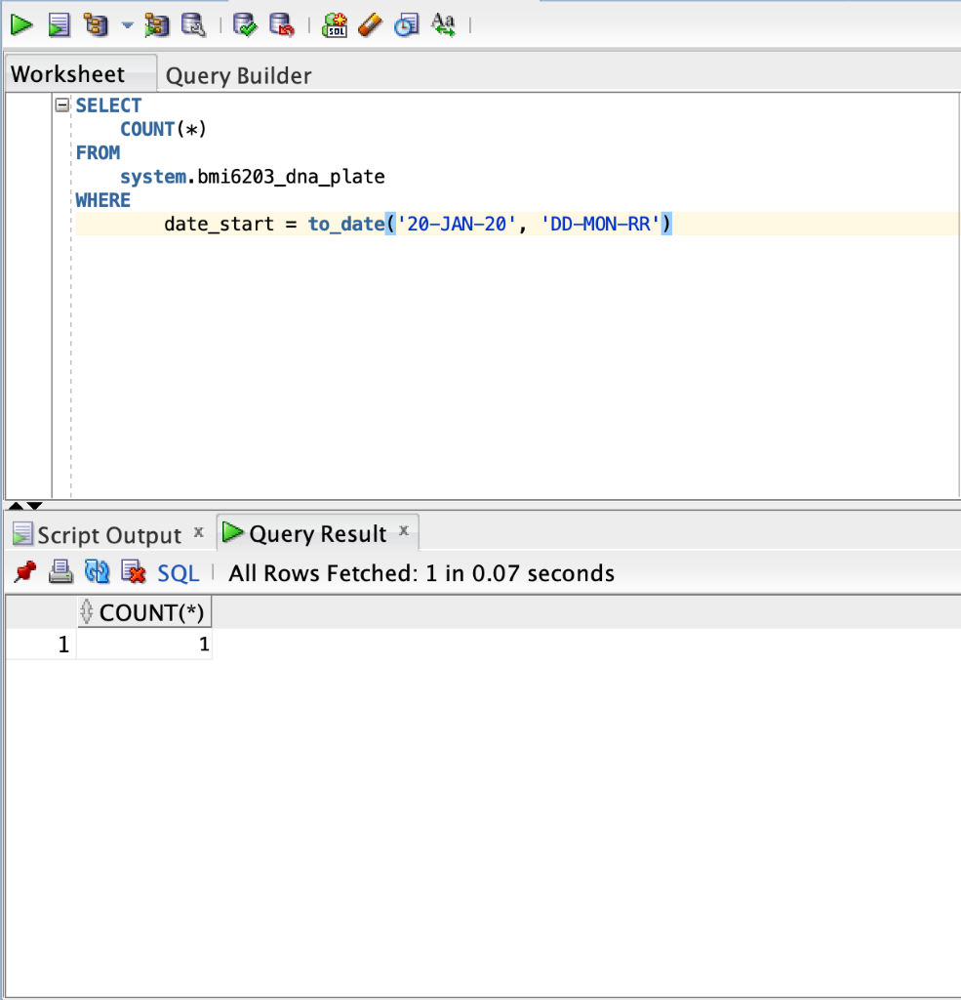 SQL
Aa
Worksheet Query Builder
SELECT
COUNT(*)
FROM
system.bmi6203_dna_plate
WHERE
date_start = to_date('20-JAN-20', 'DD-MON-RR')
Script Output x Query Result x
SQL All Rows Fetched: 1 in 0.07 seconds
COUNT(*)
1 1